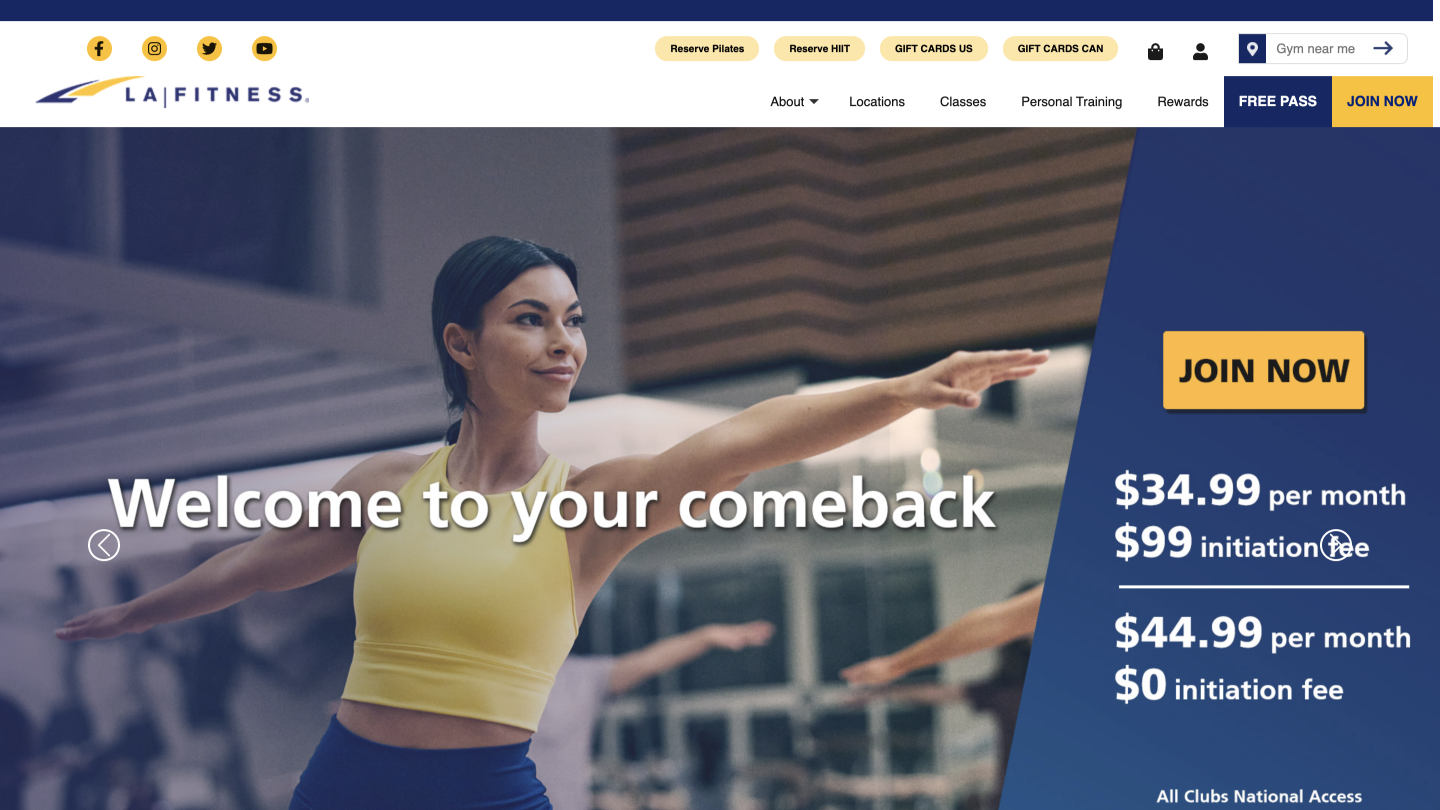 Reserve Pilates
Reserve HIIT
GIFT CARDS US
GIFT CARDS CAN
Gym near me
LA|FITNESS®
About
Locations
Classes
Personal Training
Rewards
FREE PASS
JOIN NOW
JOIN NOW
Welcome to your comeback
$34.99 per month
$99 initiation fee
$44.99 per month
$0 initiation fee
All Clubs National Access